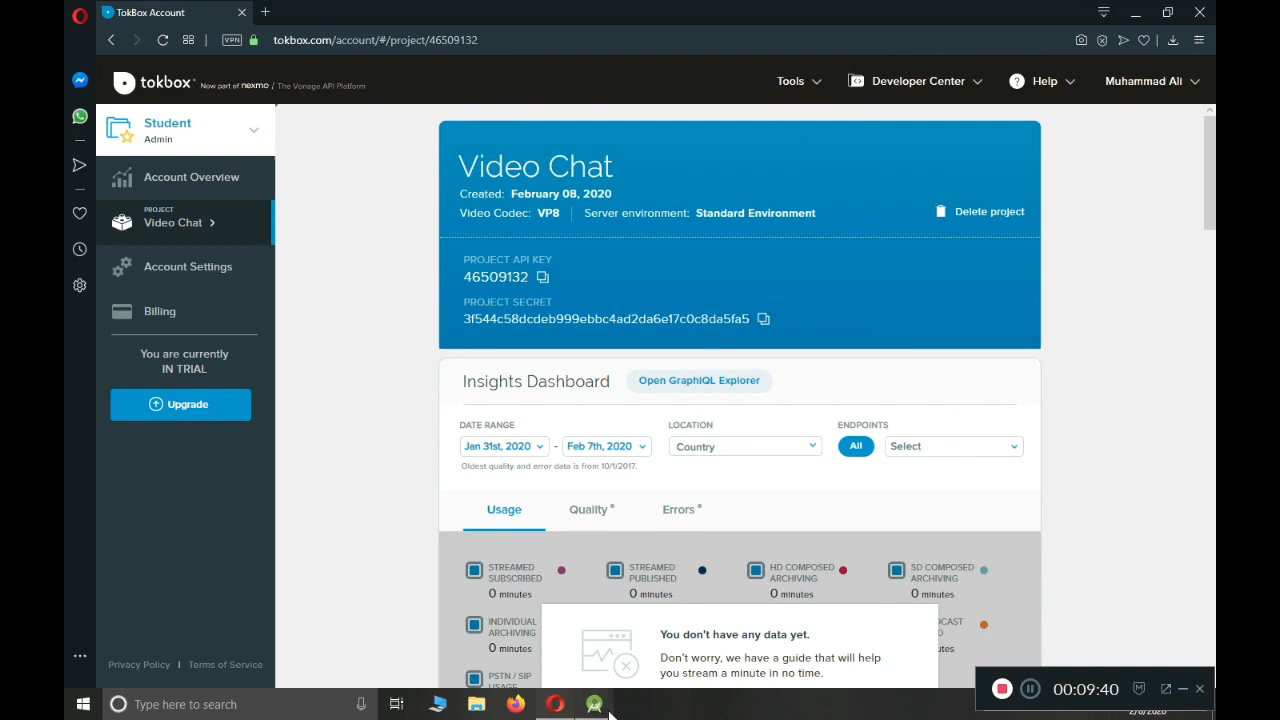 TokBox Account
VPN
tokbox.com/account/#/project/46509132
tokbox
Now part of nexmo / The Vonage API Platform
Tools
Developer Center
Help
Muhammad Ali
Student
Admin
Account Overview
PROJECT
Video Chat
Account Settings
Billing
You are currently
IN TRIAL
Upgrade
Privacy Policy | Terms of Service
Video Chat
Created: February 08, 2020
Video Codec: VP8 | Server environment: Standard Environment
Delete project
PROJECT API KEY
46509132
PROJECT SECRET
3f544c58dcdeb999ebbc4ad2da6e17c0c8da5fa5
Insights Dashboard
Open GraphiQL Explorer
DATE RANGE
LOCATION
ENDPOINTS
Jan 31st, 2020 - Feb 7th, 2020
Country
All
Select
Oldest quality and error data is from 10/1/2017.
Usage
Quality
Errors
STREAMED
SUBSCRIBED
0 minutes
STREAMED
PUBLISHED
0 minutes
HD COMPOSED
ARCHIVING
0 minutes
SD COMPOSED
ARCHIVING
0 minutes
INDIVIDUAL
ARCHIVING
0 minutes
PSTN / SIP
USAGE
You don't have any data yet.
Don't worry, we have a guide that will help
you stream a minute in no time.
00:09:40
Type here to search